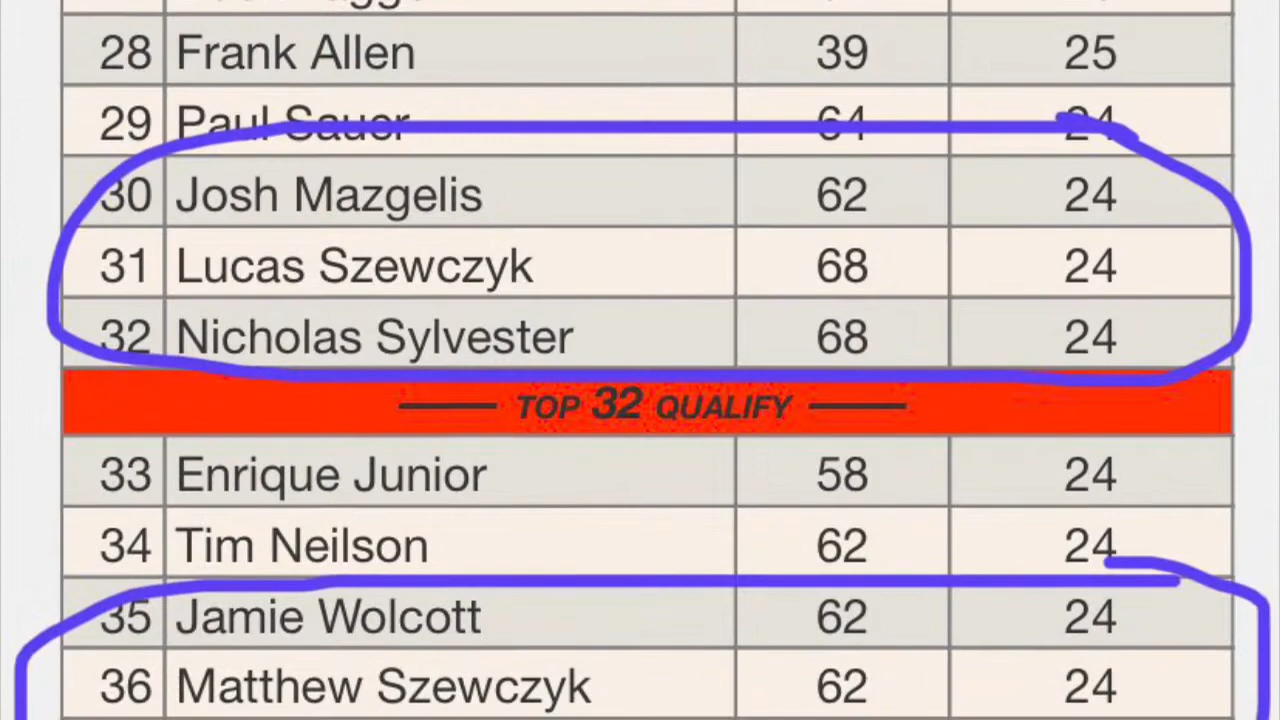 28 Frank Allen 39 25
29 Paul Sauer 64 24
30 Josh Mazgelis 62 24
31 Lucas Szewczyk 68 24
32 Nicholas Sylvester 68 24
TOP 32 QUALIFY
33 Enrique Junior 58 24
34 Tim Neilson 62 24
35 Jamie Wolcott 62 24
36 Matthew Szewczyk 62 24